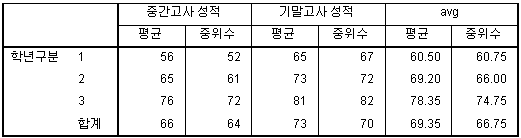 중간고사 성적 기말고사 성적 avg
평균 중위수 평균 중위수 평균 중위수
학년구분 1 56 52 65 67 60.50 60.75
2 65 61 73 72 69.20 66.00
3 76 72 81 82 78.35 74.75
합계 66 64 73 70 69.35 66.75